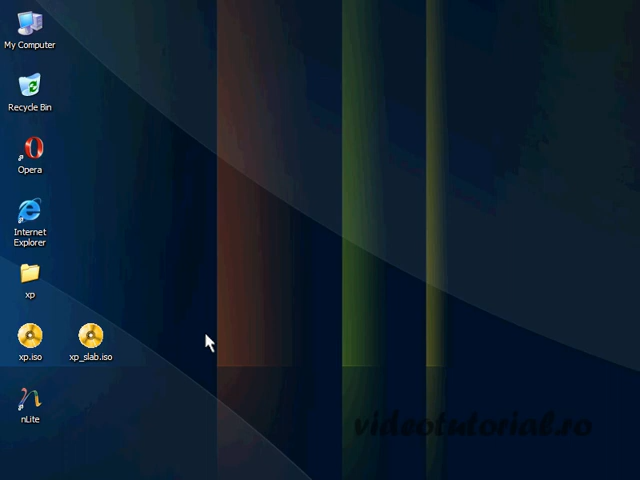 My Computer
Recycle Bin
Opera
Internet
Explorer
xp
xp.iso
xp_slab.iso
nLite
videotutorial.ro